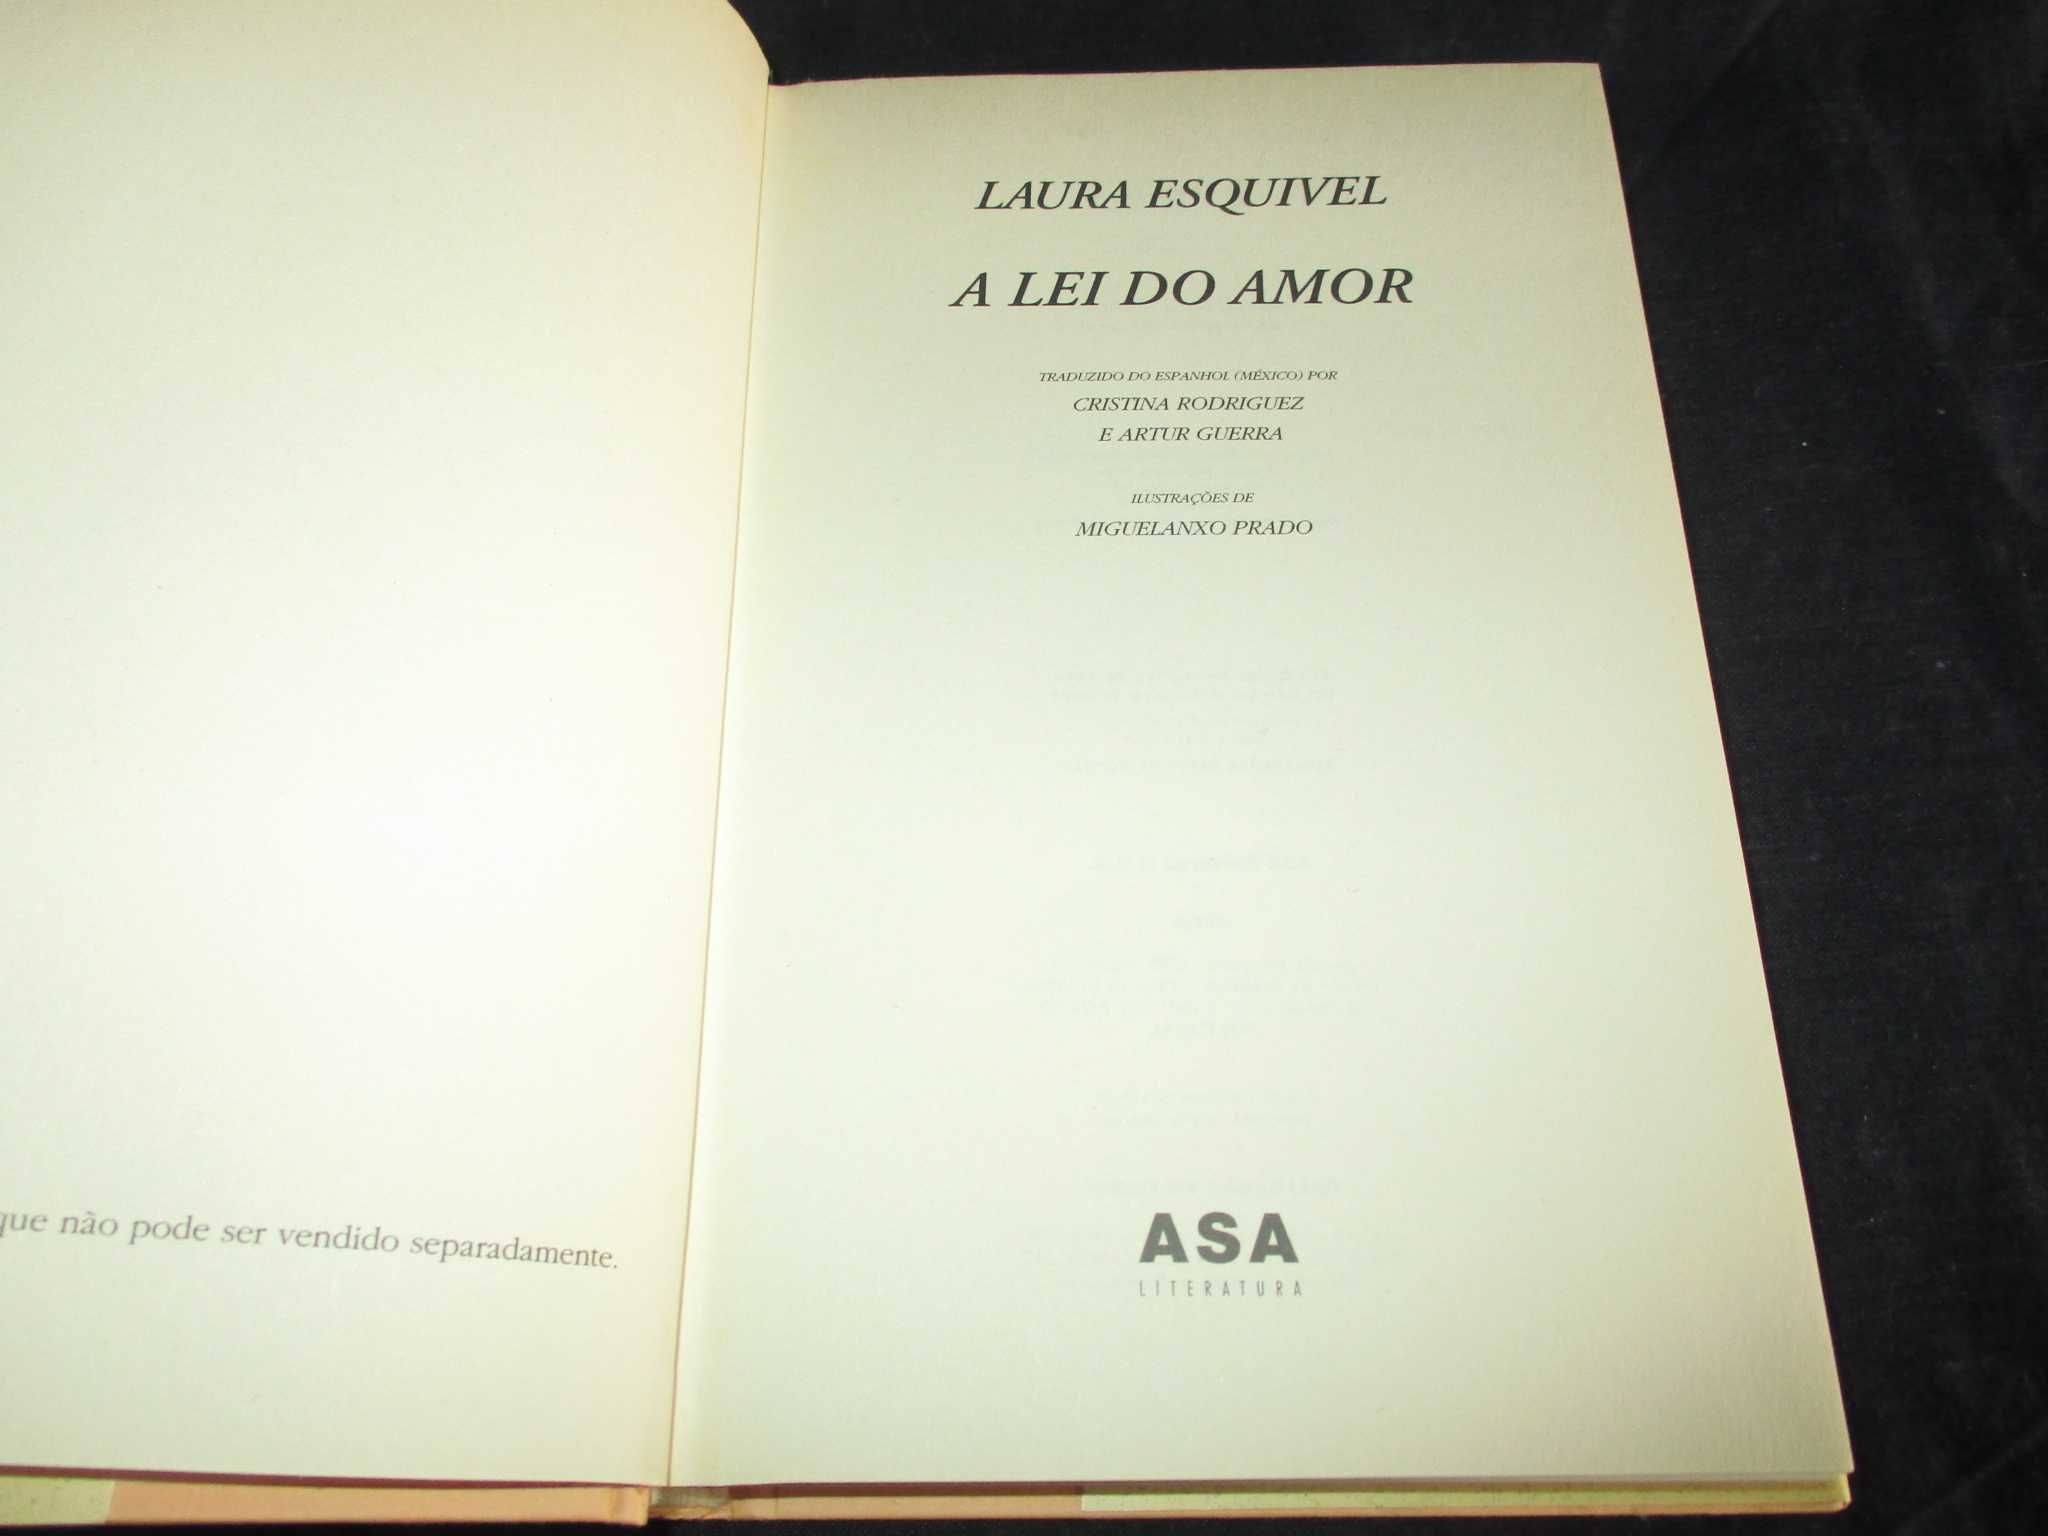 que não pode ser vendido separadamente.
LAURA ESQUIVEL
A LEI DO AMOR
TRADUZIDO DO ESPANHOL (MÉXICO) POR
CRISTINA RODRIGUEZ
E ARTUR GUERRA
ILUSTRAÇÕES DE
MIGUELANXO PRADO
ASA
LITERATURA